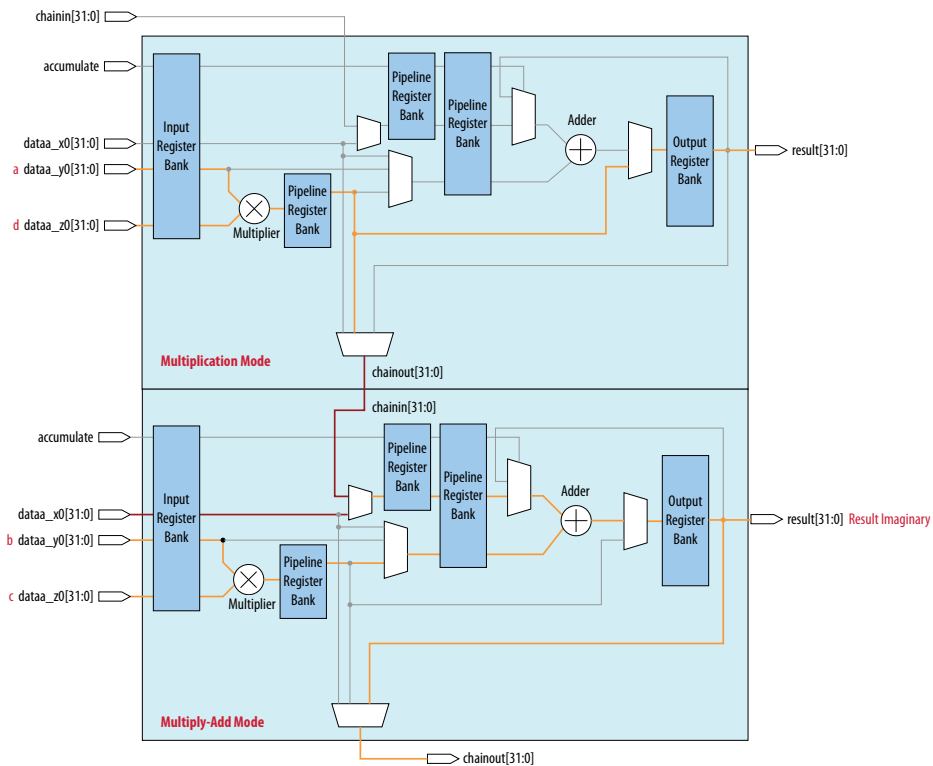 chainin[31:0]
accumulate
dataa_x0[31:0]
a dataa_y0[31:0]
d dataa_z0[31:0]
Input
Register
Bank
Multiplier
Pipeline
Register
Bank
Pipeline
Register
Bank
Pipeline
Register
Bank
Adder
Output
Register
Bank
result[31:0]
Multiplication Mode
chainout[31:0]
chainin[31:0]
accumulate
dataa_x0[31:0]
b dataa_y0[31:0]
c dataa_z0[31:0]
Input
Register
Bank
Multiplier
Pipeline
Register
Bank
Pipeline
Register
Bank
Pipeline
Register
Bank
Adder
Output
Register
Bank
result[31:0] Result Imaginary
Multiply-Add Mode
chainout[31:0]